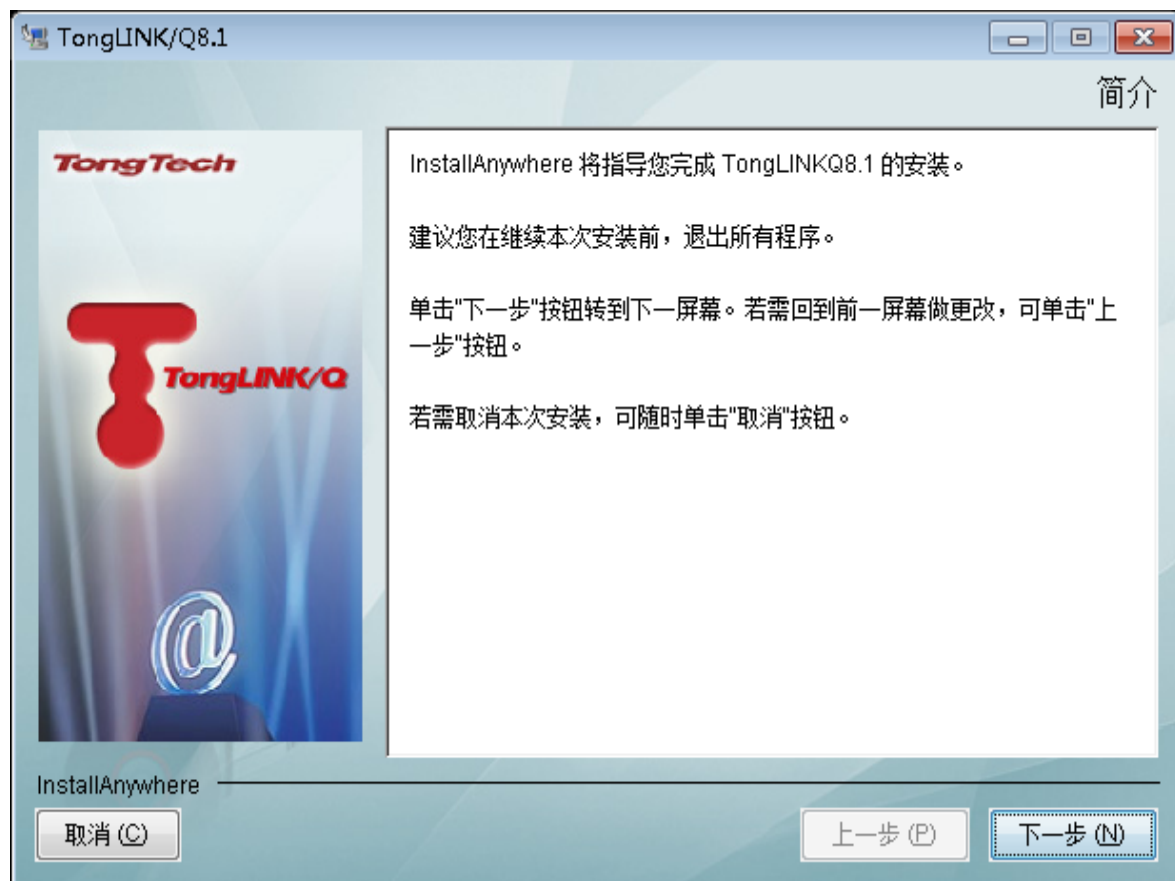 TongLINK/Q8.1
简介
TongTech
TongLINK/Q
@
InstallAnywhere 将指导您完成 TongLINKQ8.1 的安装。
建议您在继续本次安装前，退出所有程序。
单击"下一步"按钮转到下一屏幕。若需回到前一屏幕做更改，可单击"上
一步"按钮。
若需取消本次安装，可随时单击"取消"按钮。
InstallAnywhere
取消 (C)
上一步 (P)
下一步 (N)